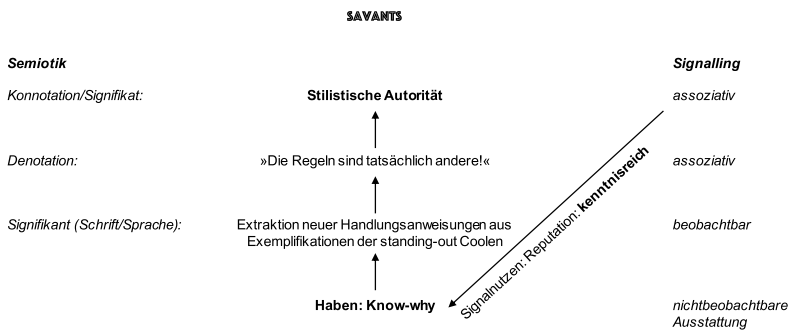 SAVANTS
Semiotik
Signalling
Konnotation/Signifikat:
Stilistische Autorität
assoziativ
Denotation:
»Die Regeln sind tatsächlich andere!«
assoziativ
Signifikant (Schrift/Sprache):
Extraktion neuer Handlungsanweisungen aus
Exemplifikationen der standing-out Coolen
beobachtbar
Signalnutzen: Reputation: kenntnisreich
Haben: Know-why
nichtbeobachtbare
Ausstattung